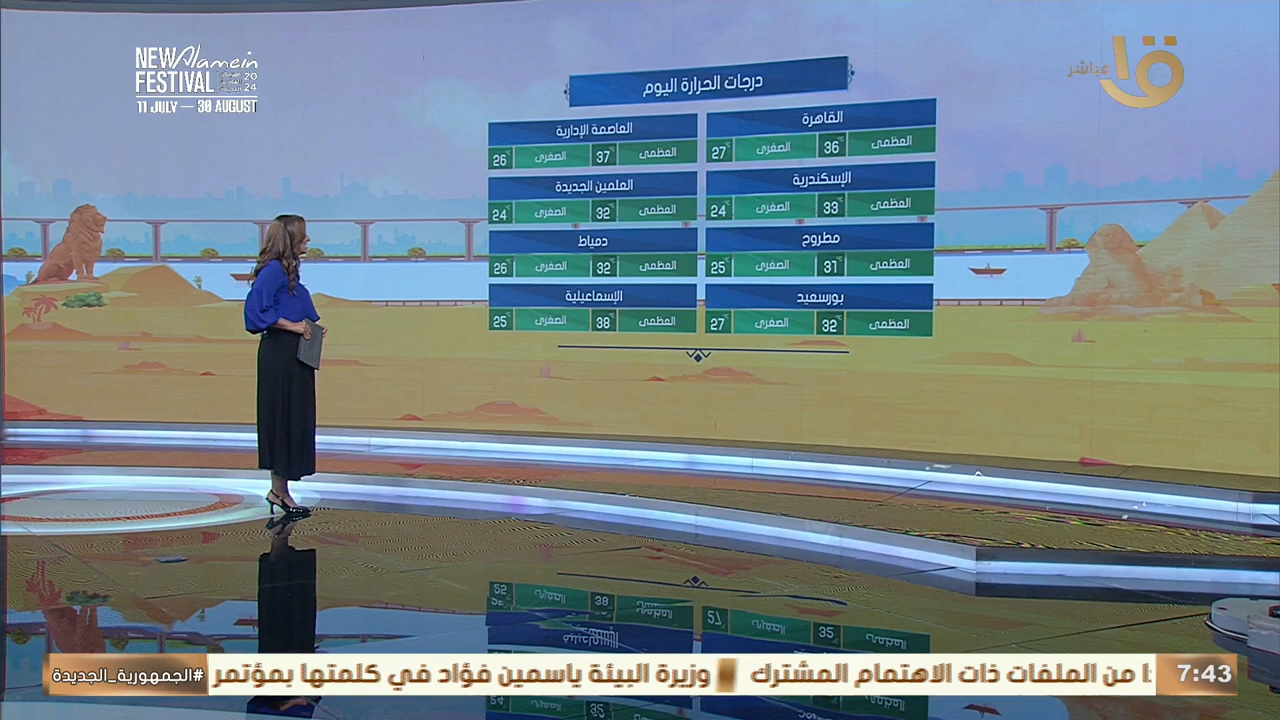 NEW Alamein
FESTIVAL 2024
11 JULY — 30 AUGUST
مباشر
درجات الحرارة اليوم
القاهرة
العظمى 36 الصغرى 27
العاصمة الإدارية
العظمى 37 الصغرى 26
الإسكندرية
العظمى 33 الصغرى 24
العلمين الجديدة
العظمى 32 الصغرى 24
مطروح
العظمى 31 الصغرى 25
دمياط
العظمى 32 الصغرى 26
بورسعيد
العظمى 32 الصغرى 27
الإسماعيلية
العظمى 38 الصغرى 25
7:43
من الملفات ذات الاهتمام المشترك وزيرة البيئة ياسمين فؤاد في كلمتها بمؤتمر
#الجمهورية_الجديدة